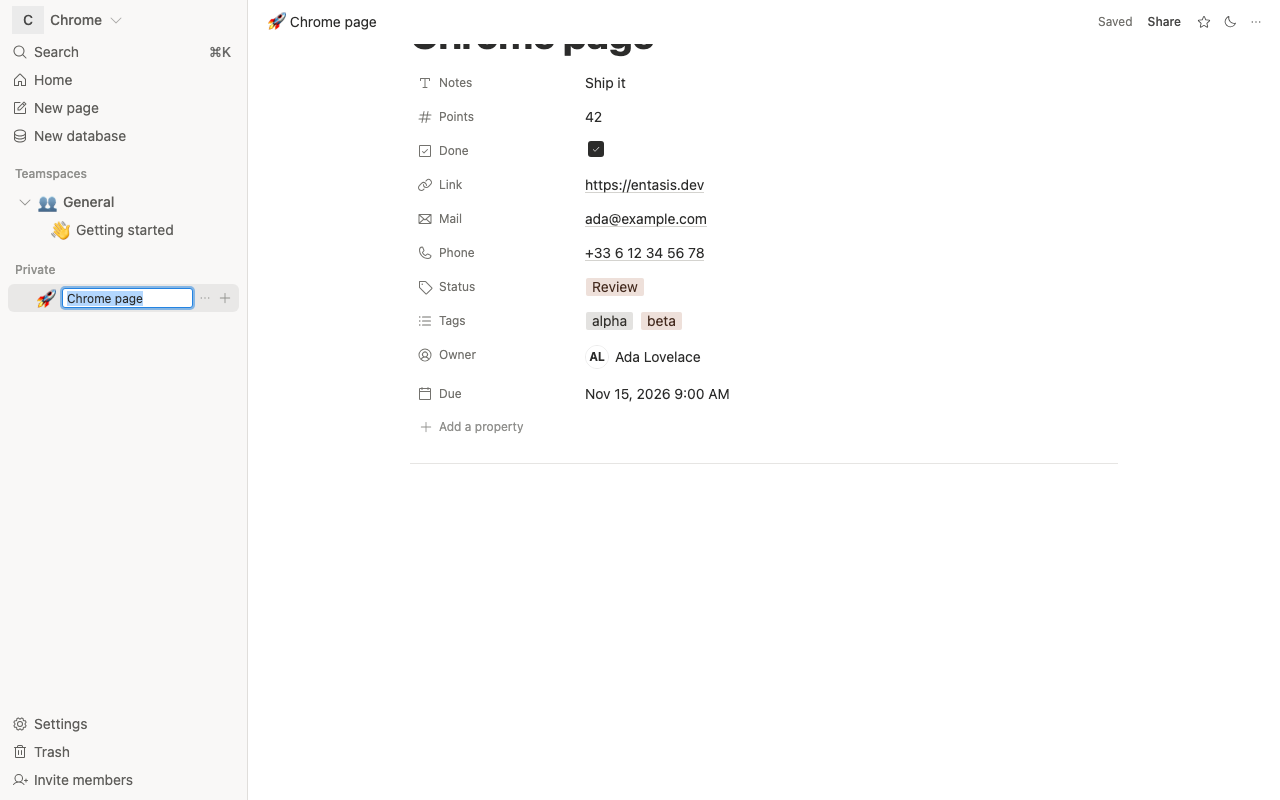 C Chrome
Search ⌘K
Home
New page
New database
Teamspaces
General
Getting started
Private
Chrome page
Settings
Trash
Invite members
Chrome page
Saved Share
Chrome page
Notes Ship it
Points 42
Done
Link https://entasis.dev
Mail ada@example.com
Phone +33 6 12 34 56 78
Status Review
Tags alpha beta
Owner AL Ada Lovelace
Due Nov 15, 2026 9:00 AM
Add a property